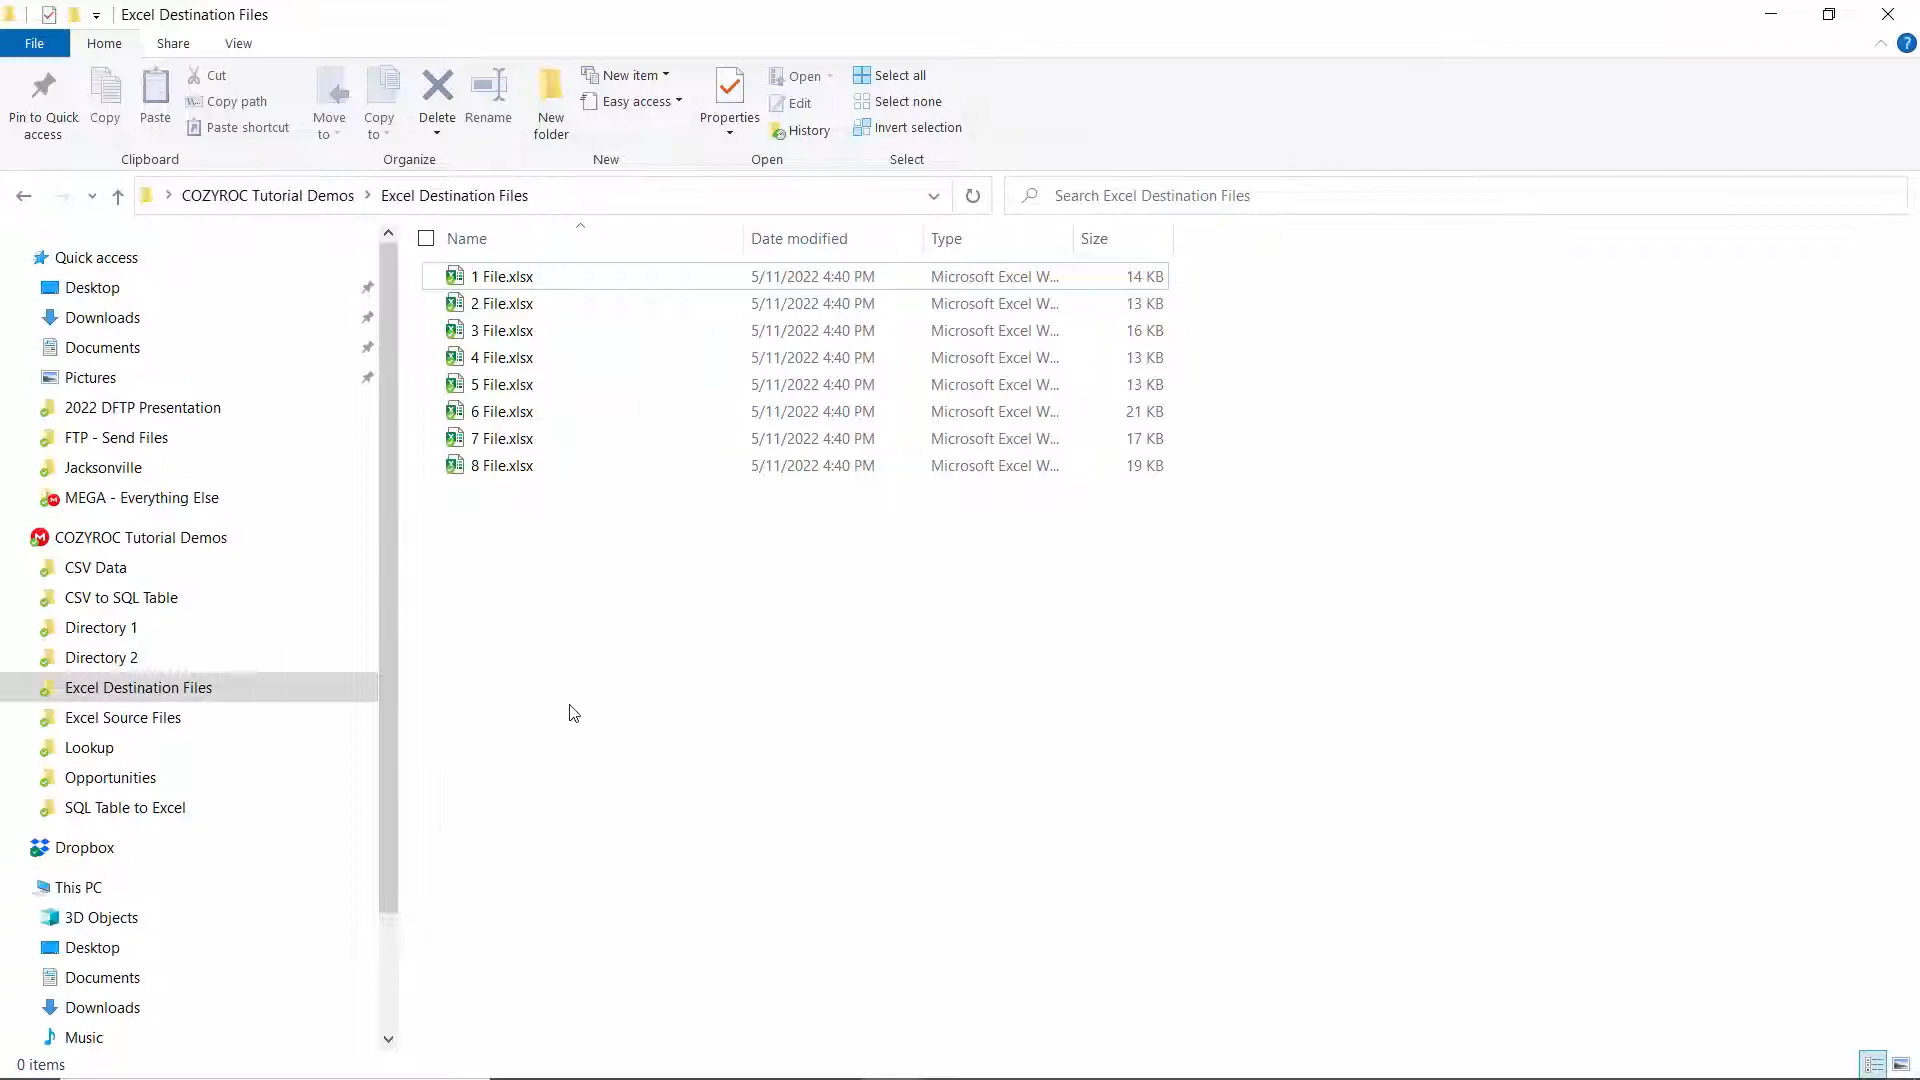 Excel Destination Files
File Home Share View
Pin to Quick access
Copy
Paste
Cut
Copy path
Paste shortcut
Clipboard
Move to
Copy to
Delete
Rename
Organize
New folder
New item
Easy access
New
Properties
Open
Edit
History
Open
Select all
Select none
Invert selection
Select
COZYROC Tutorial Demos > Excel Destination Files
Search Excel Destination Files
Quick access
Desktop
Downloads
Documents
Pictures
2022 DFTP Presentation
FTP - Send Files
Jacksonville
MEGA - Everything Else
COZYROC Tutorial Demos
CSV Data
CSV to SQL Table
Directory 1
Directory 2
Excel Destination Files
Excel Source Files
Lookup
Opportunities
SQL Table to Excel
Dropbox
This PC
3D Objects
Desktop
Documents
Downloads
Music
Name Date modified Type Size
1 File.xlsx 5/11/2022 4:40 PM Microsoft Excel W... 14 KB
2 File.xlsx 5/11/2022 4:40 PM Microsoft Excel W... 13 KB
3 File.xlsx 5/11/2022 4:40 PM Microsoft Excel W... 16 KB
4 File.xlsx 5/11/2022 4:40 PM Microsoft Excel W... 13 KB
5 File.xlsx 5/11/2022 4:40 PM Microsoft Excel W... 13 KB
6 File.xlsx 5/11/2022 4:40 PM Microsoft Excel W... 21 KB
7 File.xlsx 5/11/2022 4:40 PM Microsoft Excel W... 17 KB
8 File.xlsx 5/11/2022 4:40 PM Microsoft Excel W... 19 KB
0 items